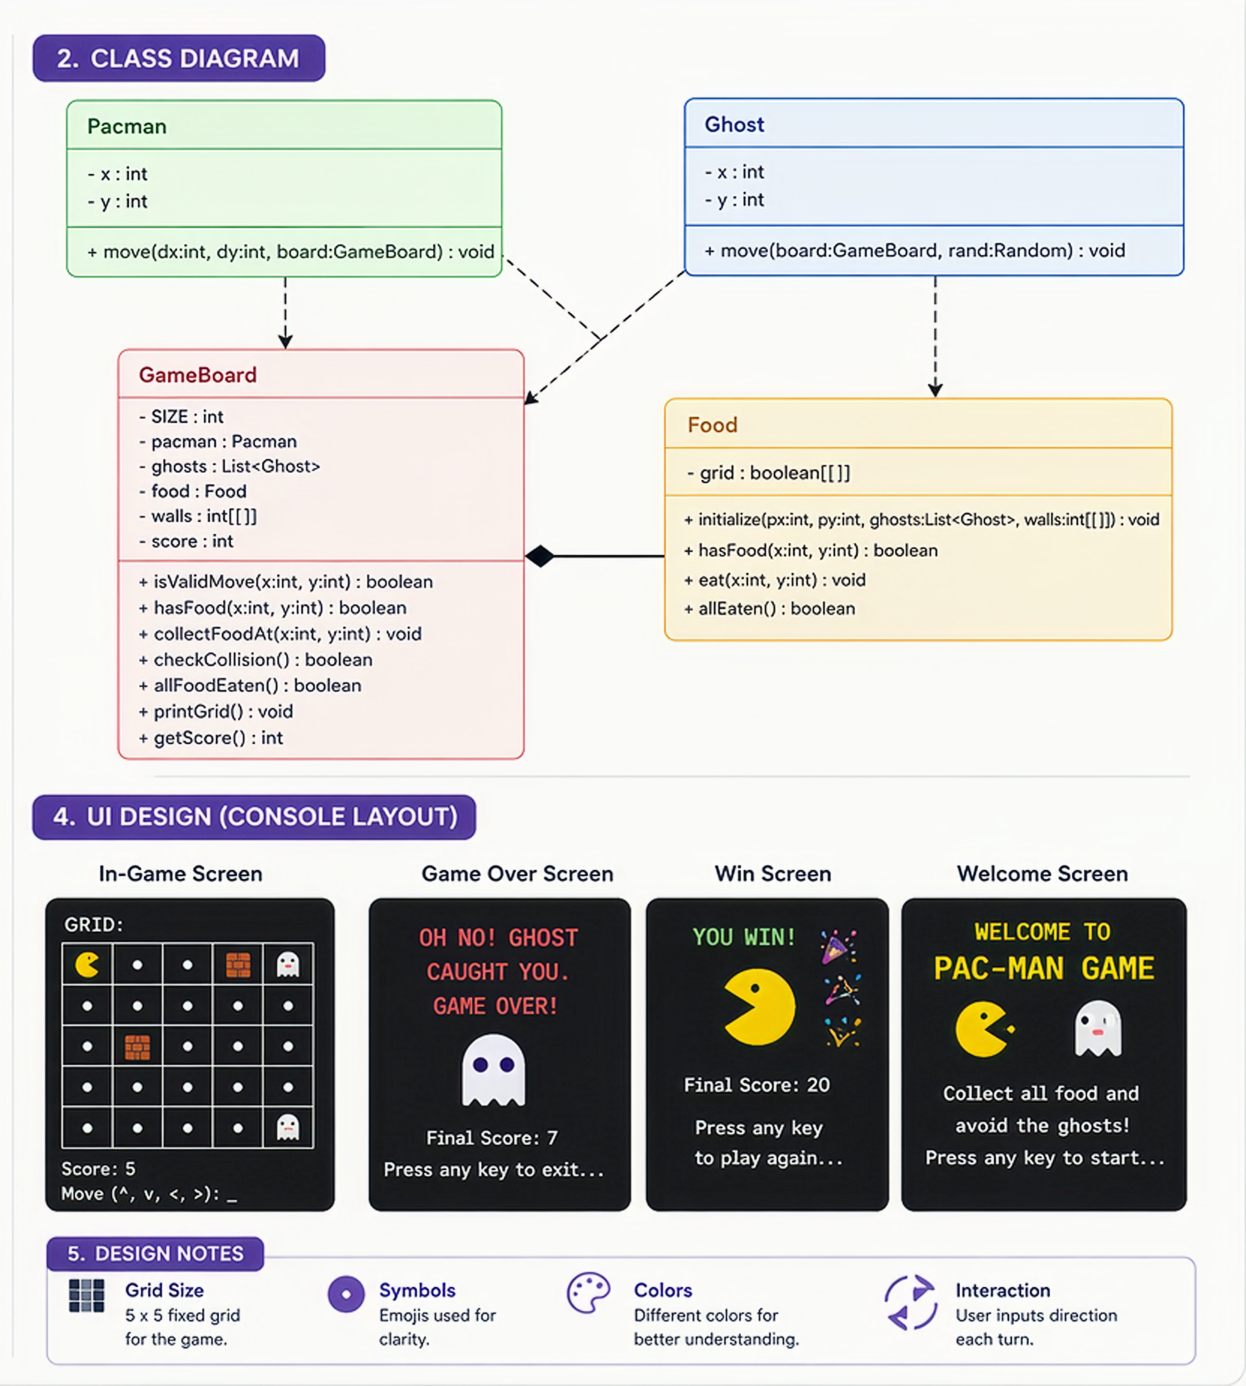 2. CLASS DIAGRAM
Pacman
- x : int
- y : int
+ move(dx:int, dy:int, board:GameBoard) : void
Ghost
- x : int
- y : int
+ move(board:GameBoard, rand:Random) : void
GameBoard
- SIZE : int
- pacman : Pacman
- ghosts : List<Ghost>
- food : Food
- walls : int[[]]
- score : int
+ isValidMove(x:int, y:int) : boolean
+ hasFood(x:int, y:int) : boolean
+ collectFoodAt(x:int, y:int) : void
+ checkCollision() : boolean
+ allFoodEaten() : boolean
+ printGrid() : void
+ getScore() : int
Food
- grid : boolean[[]]
+ initialize(px:int, py:int, ghosts:List<Ghost>, walls:int[[]]) : void
+ hasFood(x:int, y:int) : boolean
+ eat(x:int, y:int) : void
+ allEaten() : boolean
4. UI DESIGN (CONSOLE LAYOUT)
In-Game Screen
GRID:
Score: 5
Move (^, v, <, >): _
Game Over Screen
OH NO! GHOST
CAUGHT YOU.
GAME OVER!
Final Score: 7
Press any key to exit...
Win Screen
YOU WIN!
Final Score: 20
Press any key
to play again...
Welcome Screen
WELCOME TO
PAC-MAN GAME
Collect all food and
avoid the ghosts!
Press any key to start...
5. DESIGN NOTES
Grid Size
5 x 5 fixed grid
for the game.
Symbols
Emojis used for
clarity.
Colors
Different colors for
better understanding.
Interaction
User inputs direction
each turn.